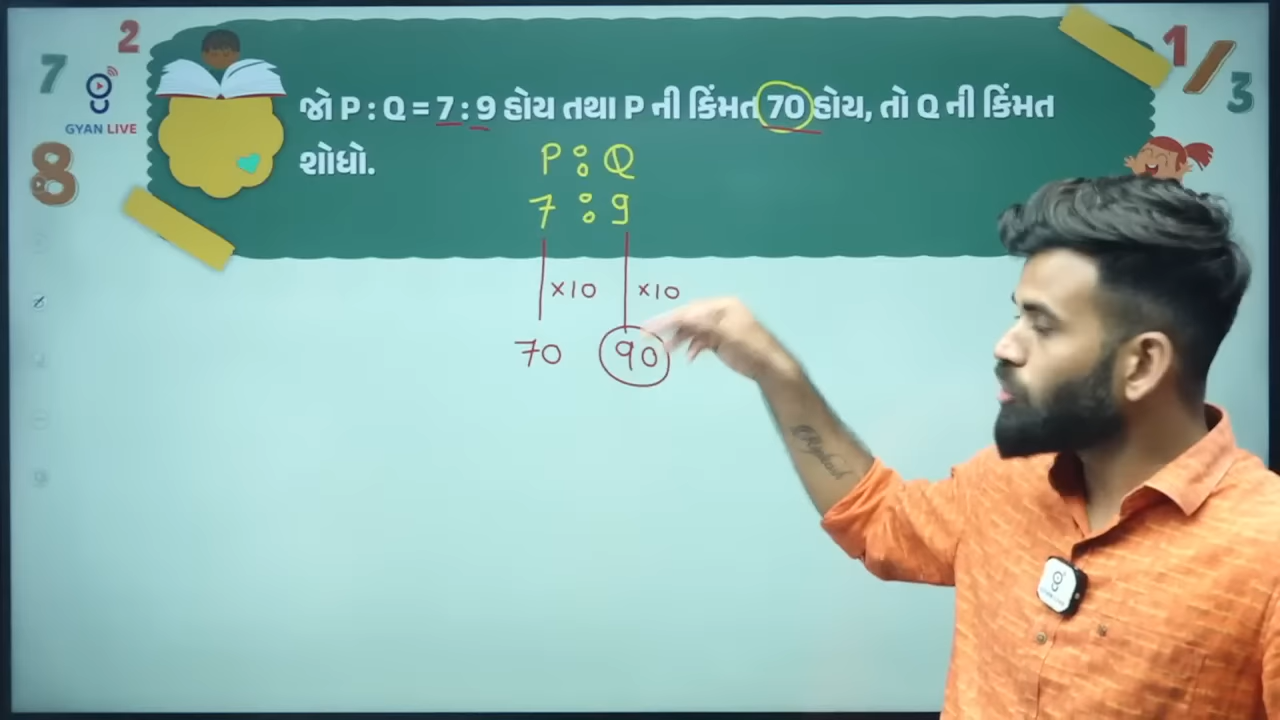 7
2
GYAN LIVE
8
1/3
જો P : Q = 7 : 9 હોય તથા P ની કિંમત 70 હોય, તો Q ની કિંમત
શોધો.
P : Q
7 : 9
×10 ×10
70 90